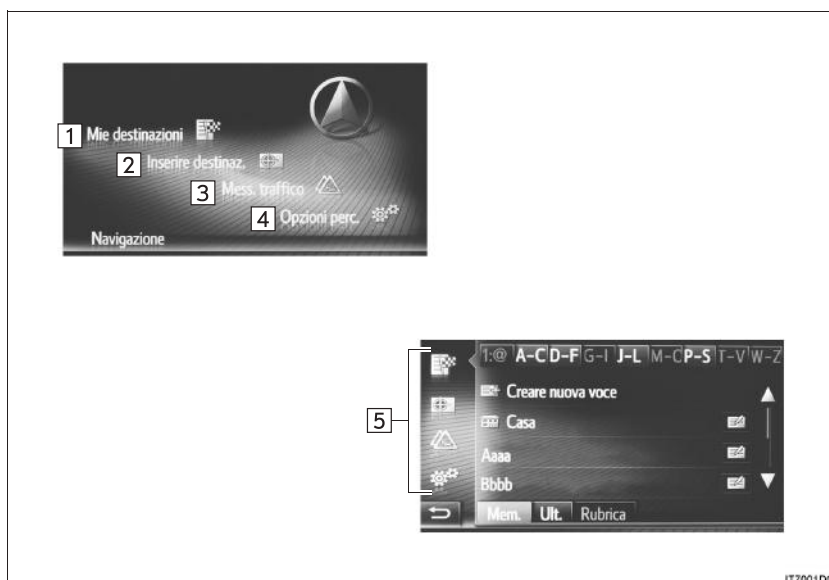 1 Mie destinazioni
2 Inserire destinaz.
3 Mess. traffico
4 Opzioni perc.
Navigazione
1:@ A-C D-F G-I J-L M-O P-S T-V W-Z
Creare nuova voce
5
Casa
Aaaa
Bbbb
Mem. Ult. Rubrica